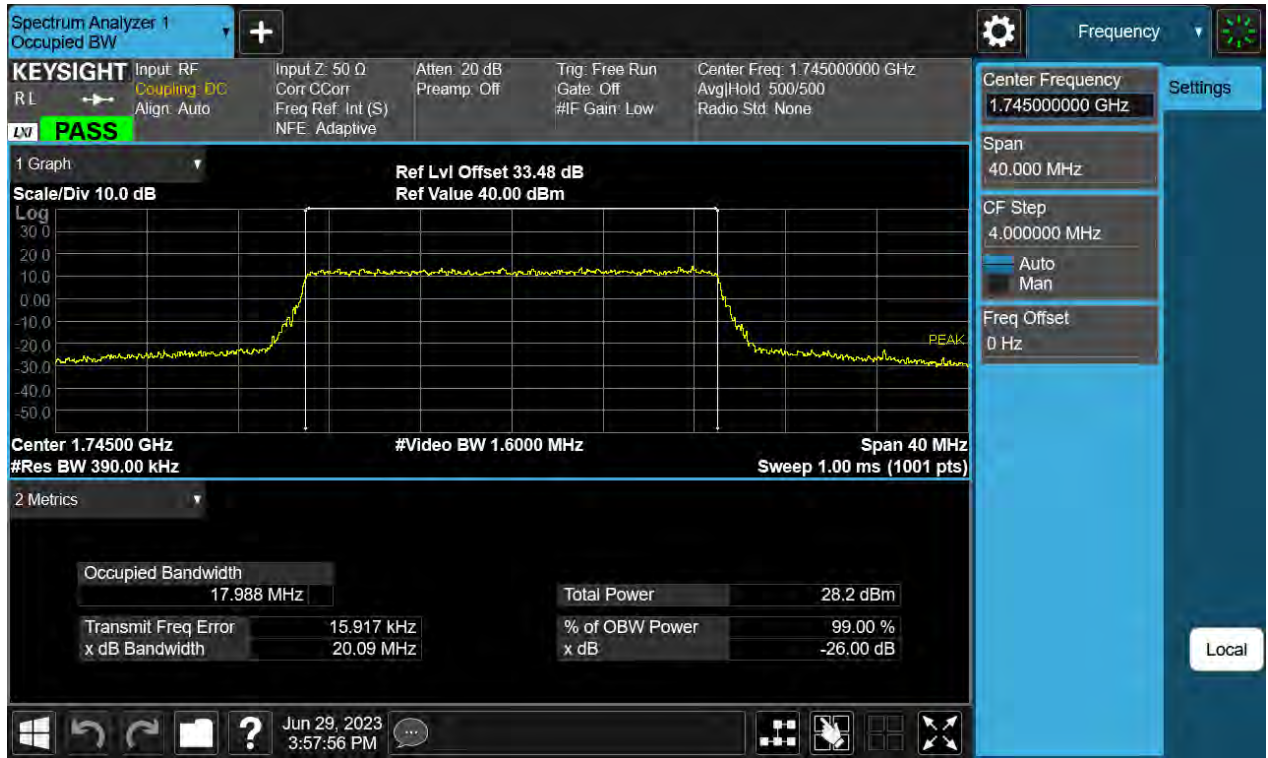 Spectrum Analyzer 1
Occupied BW
+
Frequency
KEYSIGHT
RL
LXI
PASS
Input: RF
Coupling: DC
Align: Auto
Input Z: 50 Ω
Corr CCorr
Freq Ref: Int (S)
NFE: Adaptive
Atten: 20 dB
Preamp: Off
Trig: Free Run
Gate: Off
#IF Gain: Low
Center Freq: 1.745000000 GHz
Avg|Hold: 500/500
Radio Std: None
Center Frequency
1.745000000 GHz
Settings
Span
40.000 MHz
CF Step
4.000000 MHz
Auto
Man
Freq Offset
0 Hz
Local
1 Graph
Scale/Div 10.0 dB
Ref Lvl Offset 33.48 dB
Ref Value 40.00 dBm
Log
30.0
20.0
10.0
0.00
-10.0
-20.0
-30.0
-40.0
-50.0
PEAK
Center 1.74500 GHz
#Video BW 1.6000 MHz
Span 40 MHz
#Res BW 390.00 kHz
Sweep 1.00 ms (1001 pts)
2 Metrics
Occupied Bandwidth
17.988 MHz
Total Power 28.2 dBm
Transmit Freq Error 15.917 kHz
% of OBW Power 99.00 %
x dB Bandwidth 20.09 MHz
x dB -26.00 dB
?
Jun 29, 2023
3:57:56 PM